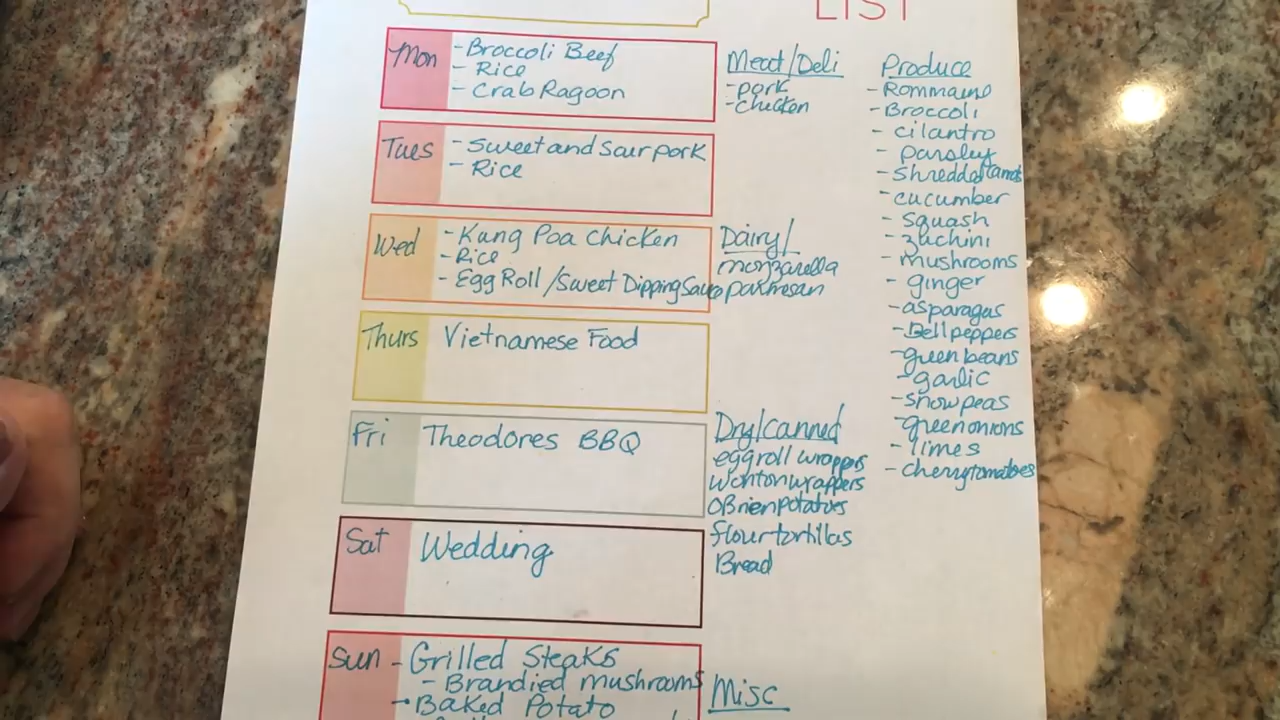 LIST
Mon
- Broccoli Beef
- Rice
- Crab Ragoon
Tues
- Sweet and Sour pork
- Rice
Wed
- Kung Poa Chicken
- Rice
- Egg Roll / Sweet Dipping Sauce
Thurs
Vietnamese Food
Fri
Theodores BBQ
Sat
Wedding
Sun
- Grilled Steaks
- Brandied mushrooms
- Baked Potato
Meat/Deli
- pork
- chicken
Dairy/
monzarella
parmesan
Dry/canned
eggroll wrappers
wonton wrappers
OBrien potatoes
flour tortillas
Bread
Misc
Produce
- Rommaine
- Broccoli
- cilantro
- parsley
- shredded carrots
- cucumber
- squash
- zuchini
- mushrooms
- ginger
- asparagus
- Bell peppers
- green beans
- garlic
- snow peas
- green onions
- limes
- cherry tomatoes